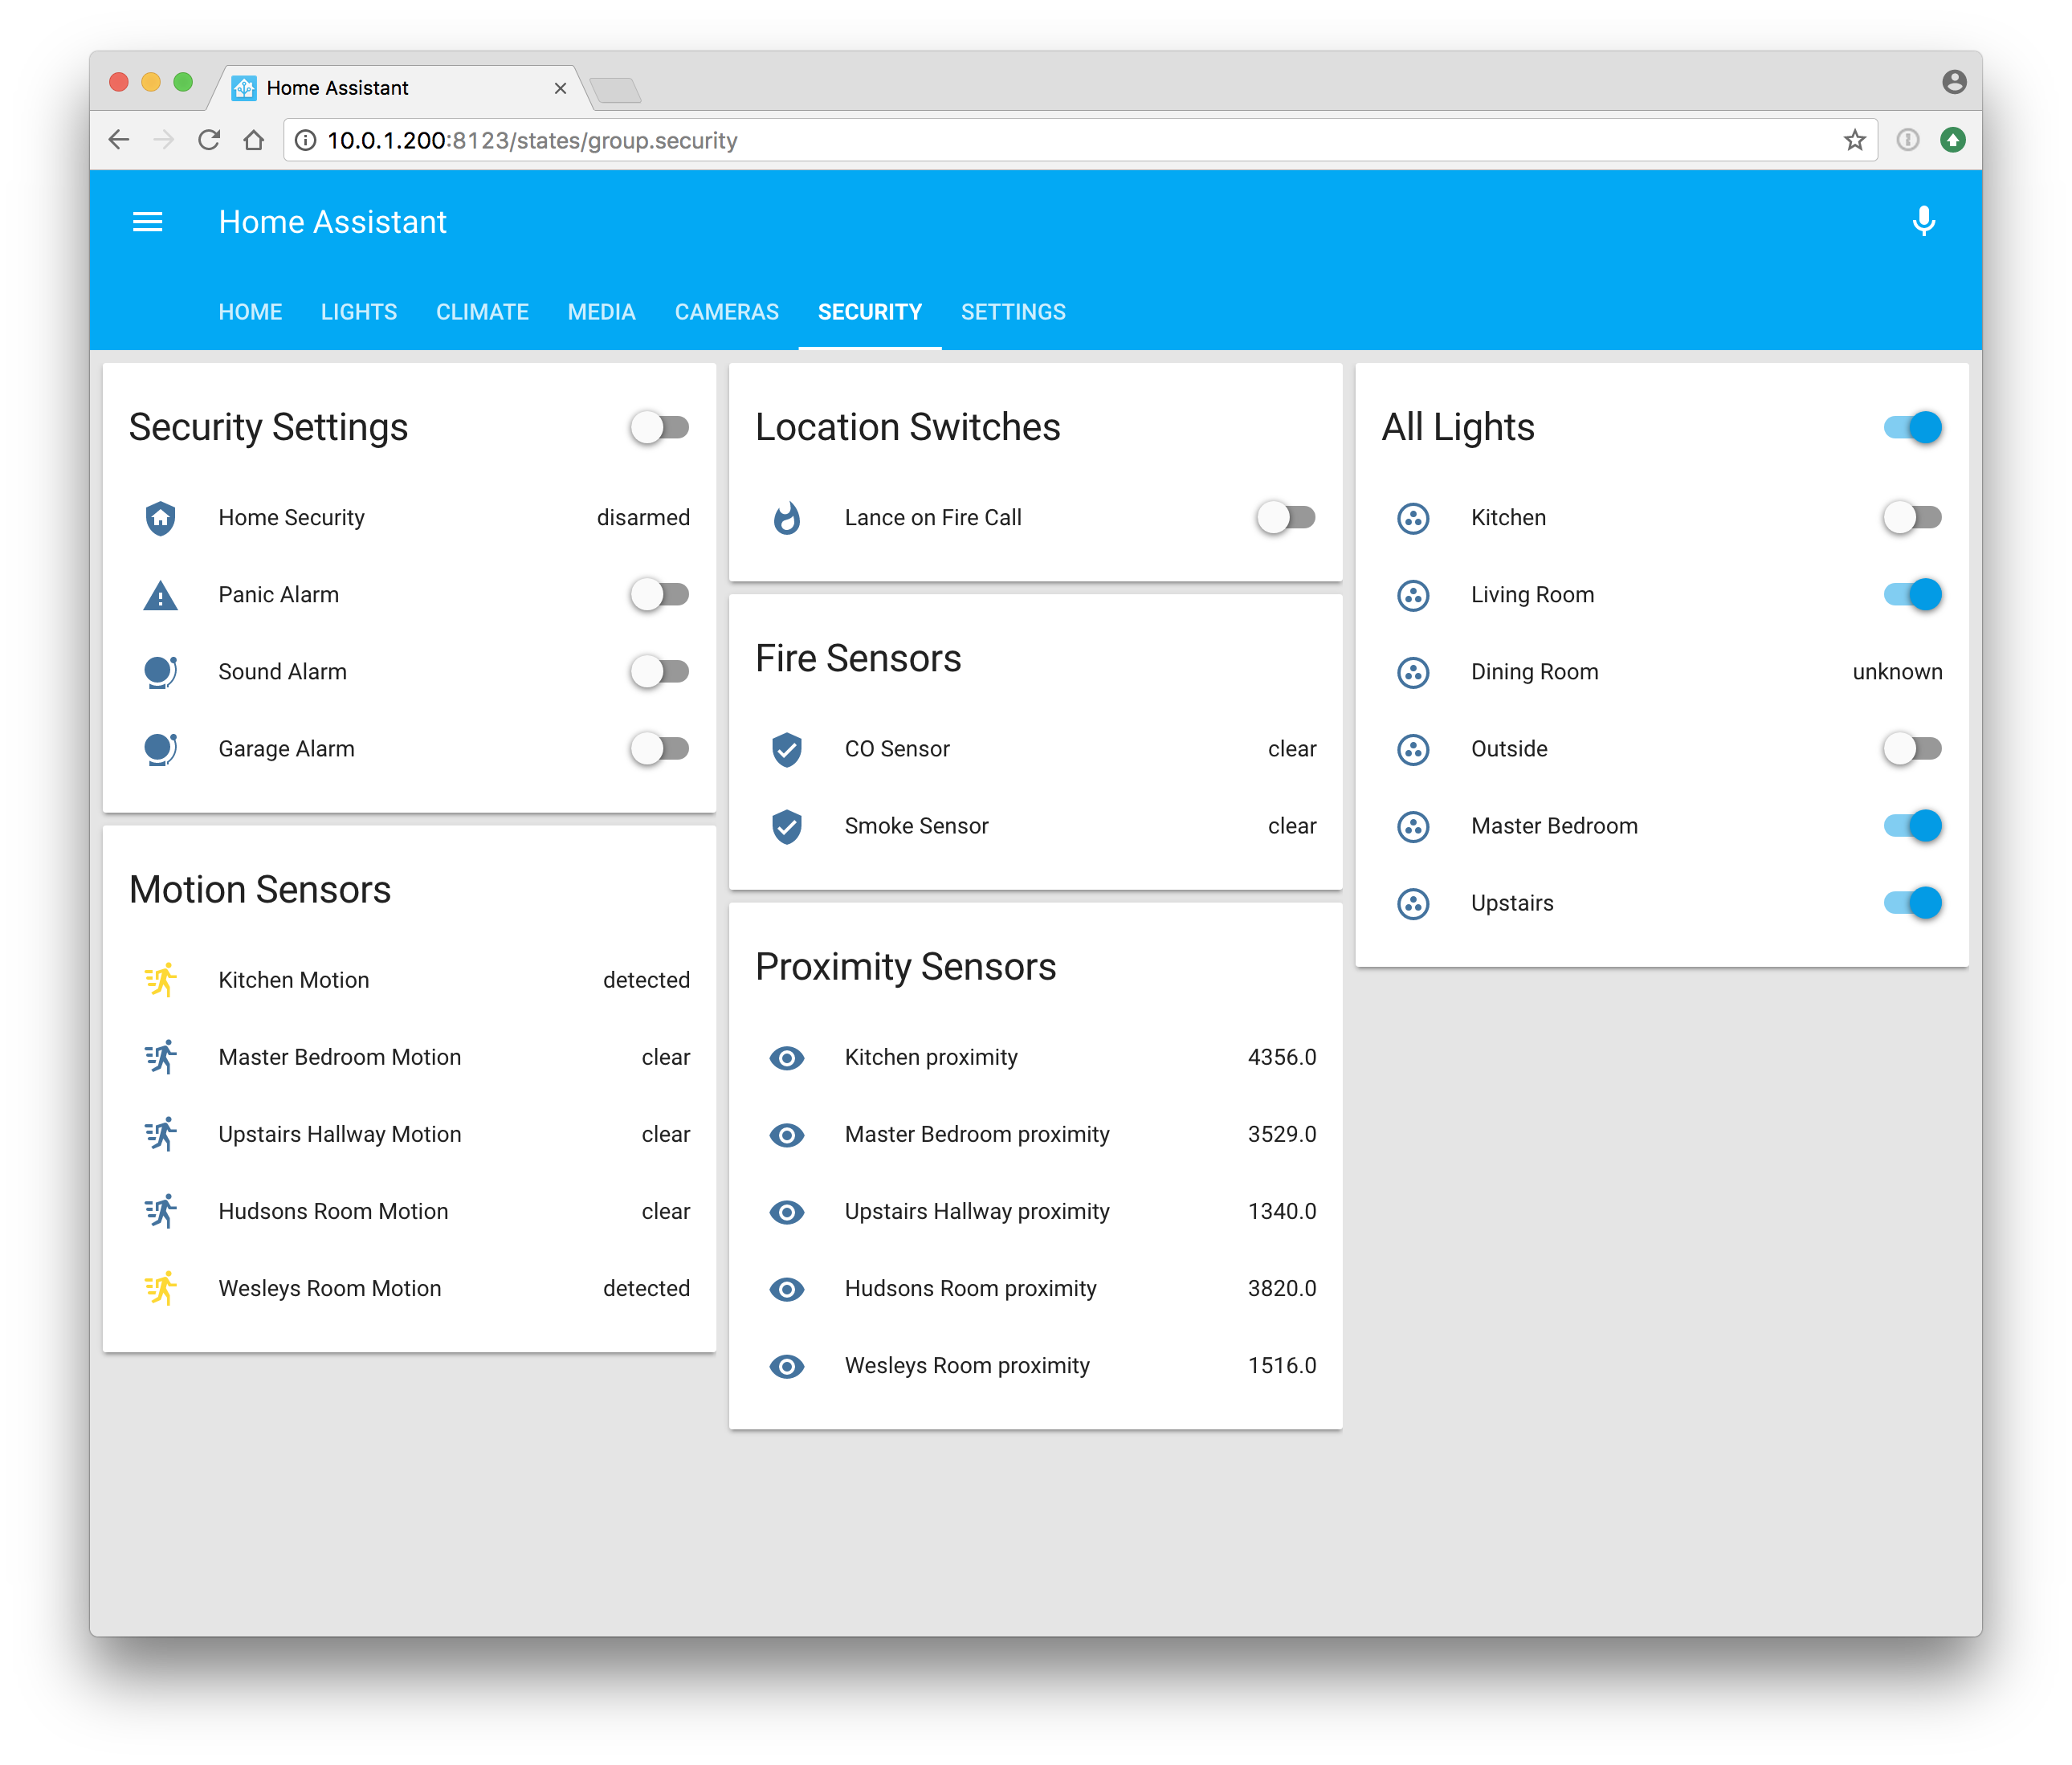 Home Assistant
10.0.1.200:8123/states/group.security
Home Assistant
HOME LIGHTS CLIMATE MEDIA CAMERAS SECURITY SETTINGS
Security Settings
Home Security disarmed
Panic Alarm
Sound Alarm
Garage Alarm
Motion Sensors
Kitchen Motion detected
Master Bedroom Motion clear
Upstairs Hallway Motion clear
Hudsons Room Motion clear
Wesleys Room Motion detected
Location Switches
Lance on Fire Call
Fire Sensors
CO Sensor clear
Smoke Sensor clear
Proximity Sensors
Kitchen proximity 4356.0
Master Bedroom proximity 3529.0
Upstairs Hallway proximity 1340.0
Hudsons Room proximity 3820.0
Wesleys Room proximity 1516.0
All Lights
Kitchen
Living Room
Dining Room unknown
Outside
Master Bedroom
Upstairs